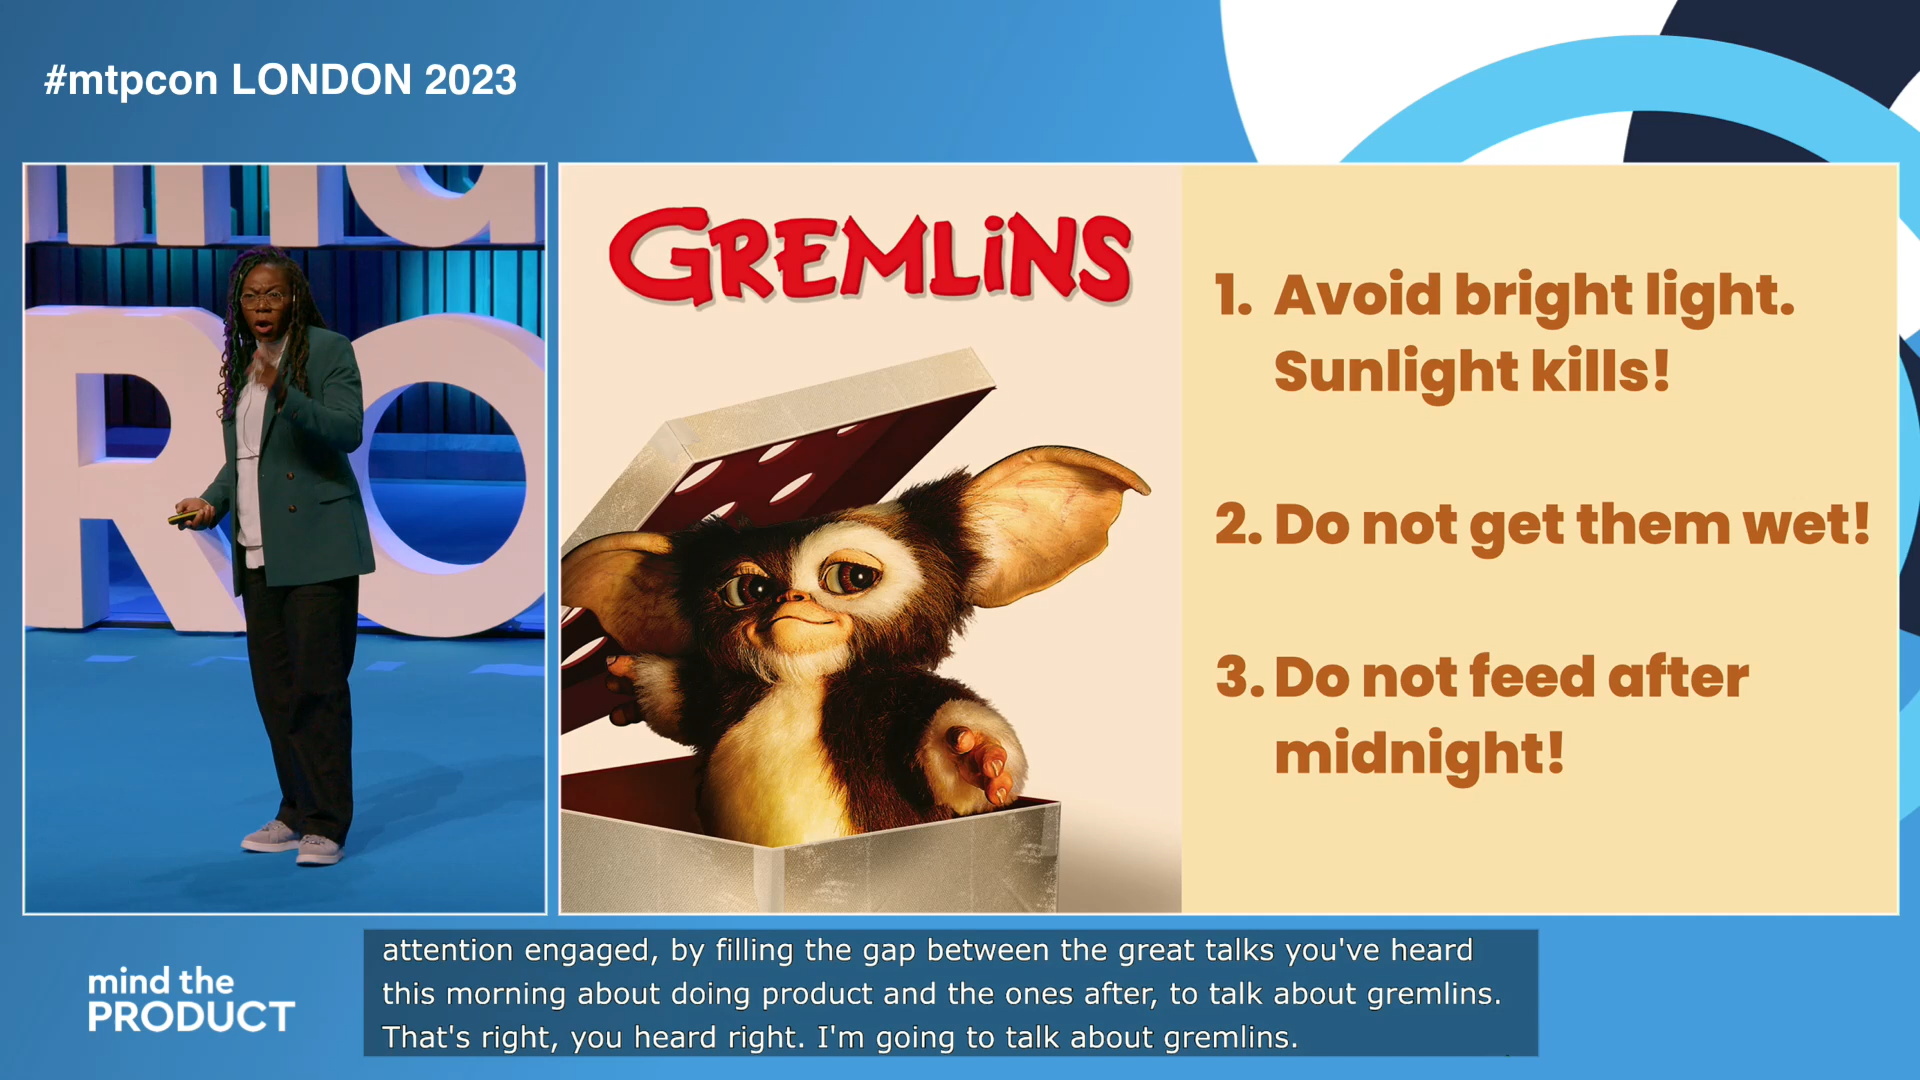 #mtpcon LONDON 2023
GREMLiNS
1. Avoid bright light.
Sunlight kills!
2. Do not get them wet!
3. Do not feed after
midnight!
mind the
PRODUCT
attention engaged, by filling the gap between the great talks you've heard
this morning about doing product and the ones after, to talk about gremlins.
That's right, you heard right. I'm going to talk about gremlins.